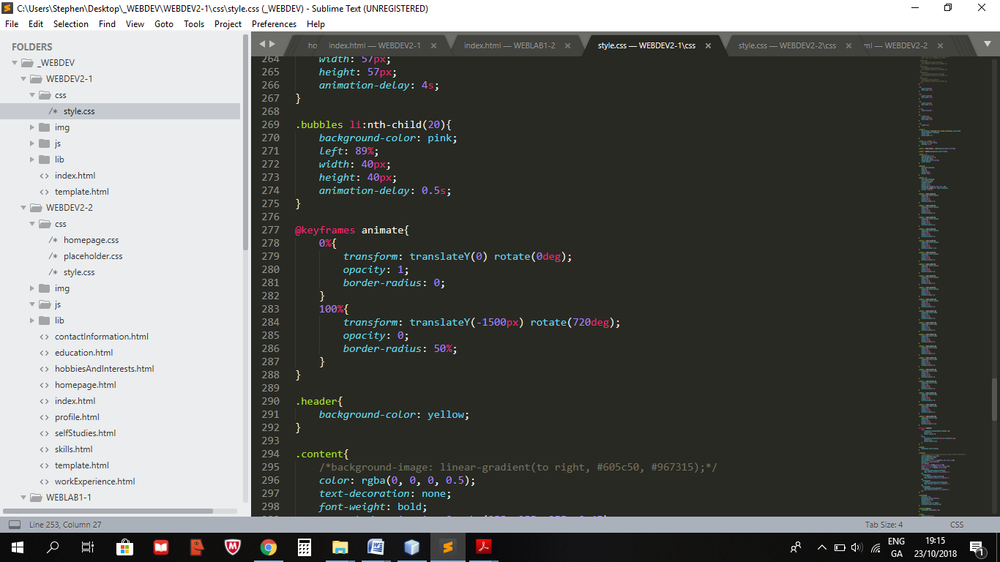 C:\Users\Stephen\Desktop\_WEBDEV\WEBDEV2-1\css\style.css (_WEBDEV) - Sublime Text (UNREGISTERED)
File Edit Selection Find View Goto Tools Project Preferences Help
FOLDERS
_WEBDEV
WEBDEV2-1
css
/* style.css
img
js
lib
<> index.html
<> template.html
WEBDEV2-2
css
/* homepage.css
/* placeholder.css
/* style.css
img
js
lib
<> contactInformation.html
<> education.html
<> hobbiesAndInterests.html
<> homepage.html
<> index.html
<> profile.html
<> selfStudies.html
<> skills.html
<> template.html
<> workExperience.html
WEBLAB1-1
ho index.html — WEBDEV2-1 × index.html — WEBLAB1-2 × style.css — WEBDEV2-1\css × style.css — WEBDEV2-2\css × ml — WEBDEV2-2 ×
264 width: 57px;
265 height: 57px;
266 animation-delay: 4s;
267 }
268
269 .bubbles li:nth-child(20){
270 background-color: pink;
271 left: 89%;
272 width: 40px;
273 height: 40px;
274 animation-delay: 0.5s;
275 }
276
277 @keyframes animate{
278 0%{
279 transform: translateY(0) rotate(0deg);
280 opacity: 1;
281 border-radius: 0;
282 }
283 100%{
284 transform: translateY(-1500px) rotate(720deg);
285 opacity: 0;
286 border-radius: 50%;
287 }
288 }
289
290 .header{
291 background-color: yellow;
292 }
293
294 .content{
295 /*background-image: linear-gradient(to right, #605c50, #967315);*/
296 color: rgba(0, 0, 0, 0.5);
297 text-decoration: none;
298 font-weight: bold;
Line 253, Column 27 Tab Size: 4 CSS
ENG
GA
19:15
23/10/2018
1